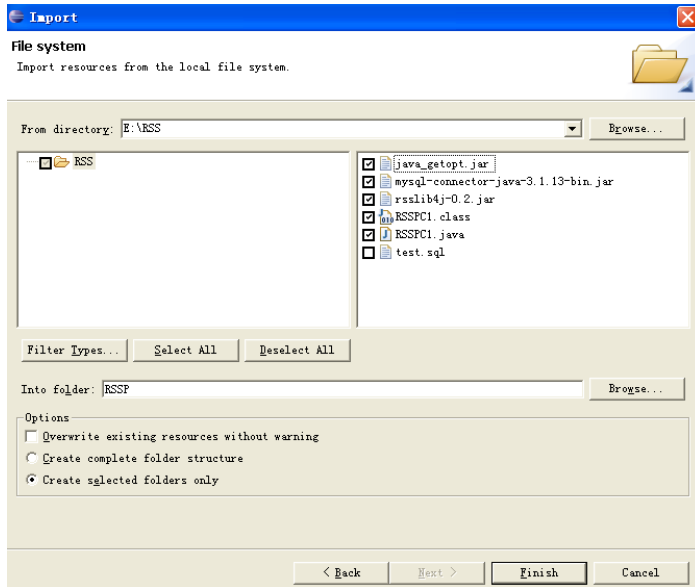 Import
File system
Import resources from the local file system.
From directory: E:\RSS
Browse...
RSS
java_getopt.jar
mysql-connector-java-3.1.13-bin.jar
rsslib4j-0.2.jar
RSSPC1.class
RSSPC1.java
test.sql
Filter Types...
Select All
Deselect All
Into folder: RSSP
Browse...
Options
Overwrite existing resources without warning
Create complete folder structure
Create selected folders only
< Back
Next >
Finish
Cancel